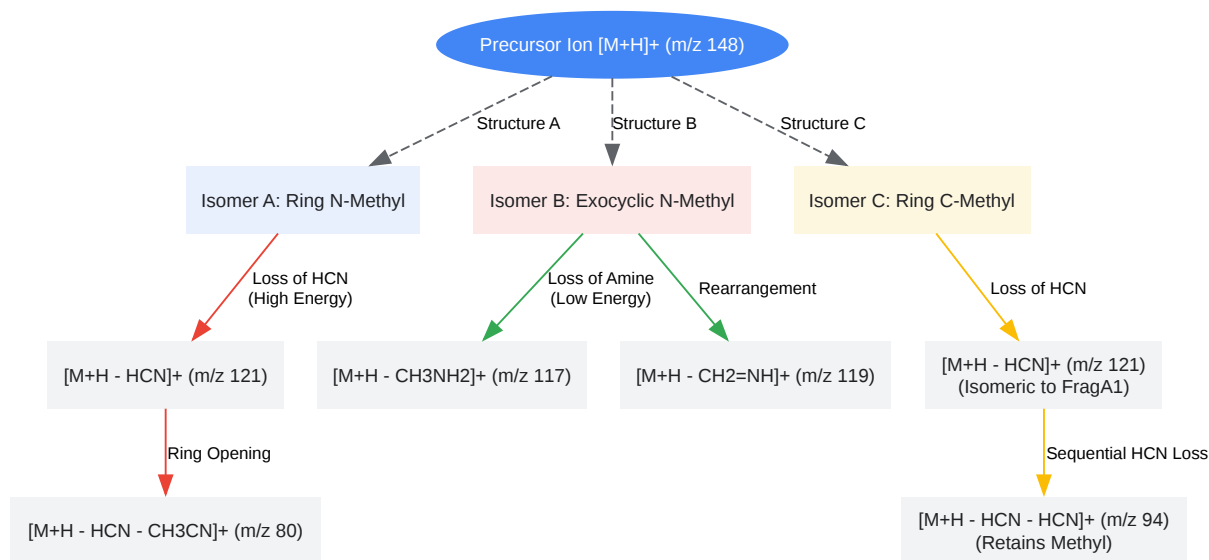 Precursor Ion [M+H]+ (m/z 148)
Structure A
Structure B
Structure C
Isomer A: Ring N-Methyl
Isomer B: Exocyclic N-Methyl
Isomer C: Ring C-Methyl
Loss of HCN
(High Energy)
Loss of Amine
(Low Energy)
Rearrangement
Loss of HCN
[M+H - HCN]+ (m/z 121)
[M+H - CH3NH2]+ (m/z 117)
[M+H - CH2=NH]+ (m/z 119)
[M+H - HCN]+ (m/z 121)
(Isomeric to FragA1)
Ring Opening
Sequential HCN Loss
[M+H - HCN - CH3CN]+ (m/z 80)
[M+H - HCN - HCN]+ (m/z 94)
(Retains Methyl)